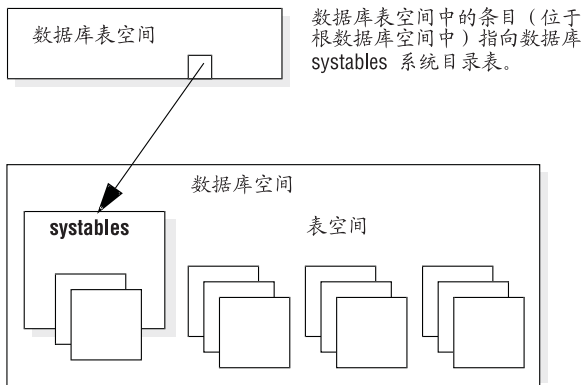 数据库表空间
数据库表空间中的条目（位于
根数据库空间中）指向数据库
systables 系统目录表。
数据库空间
systables
表空间